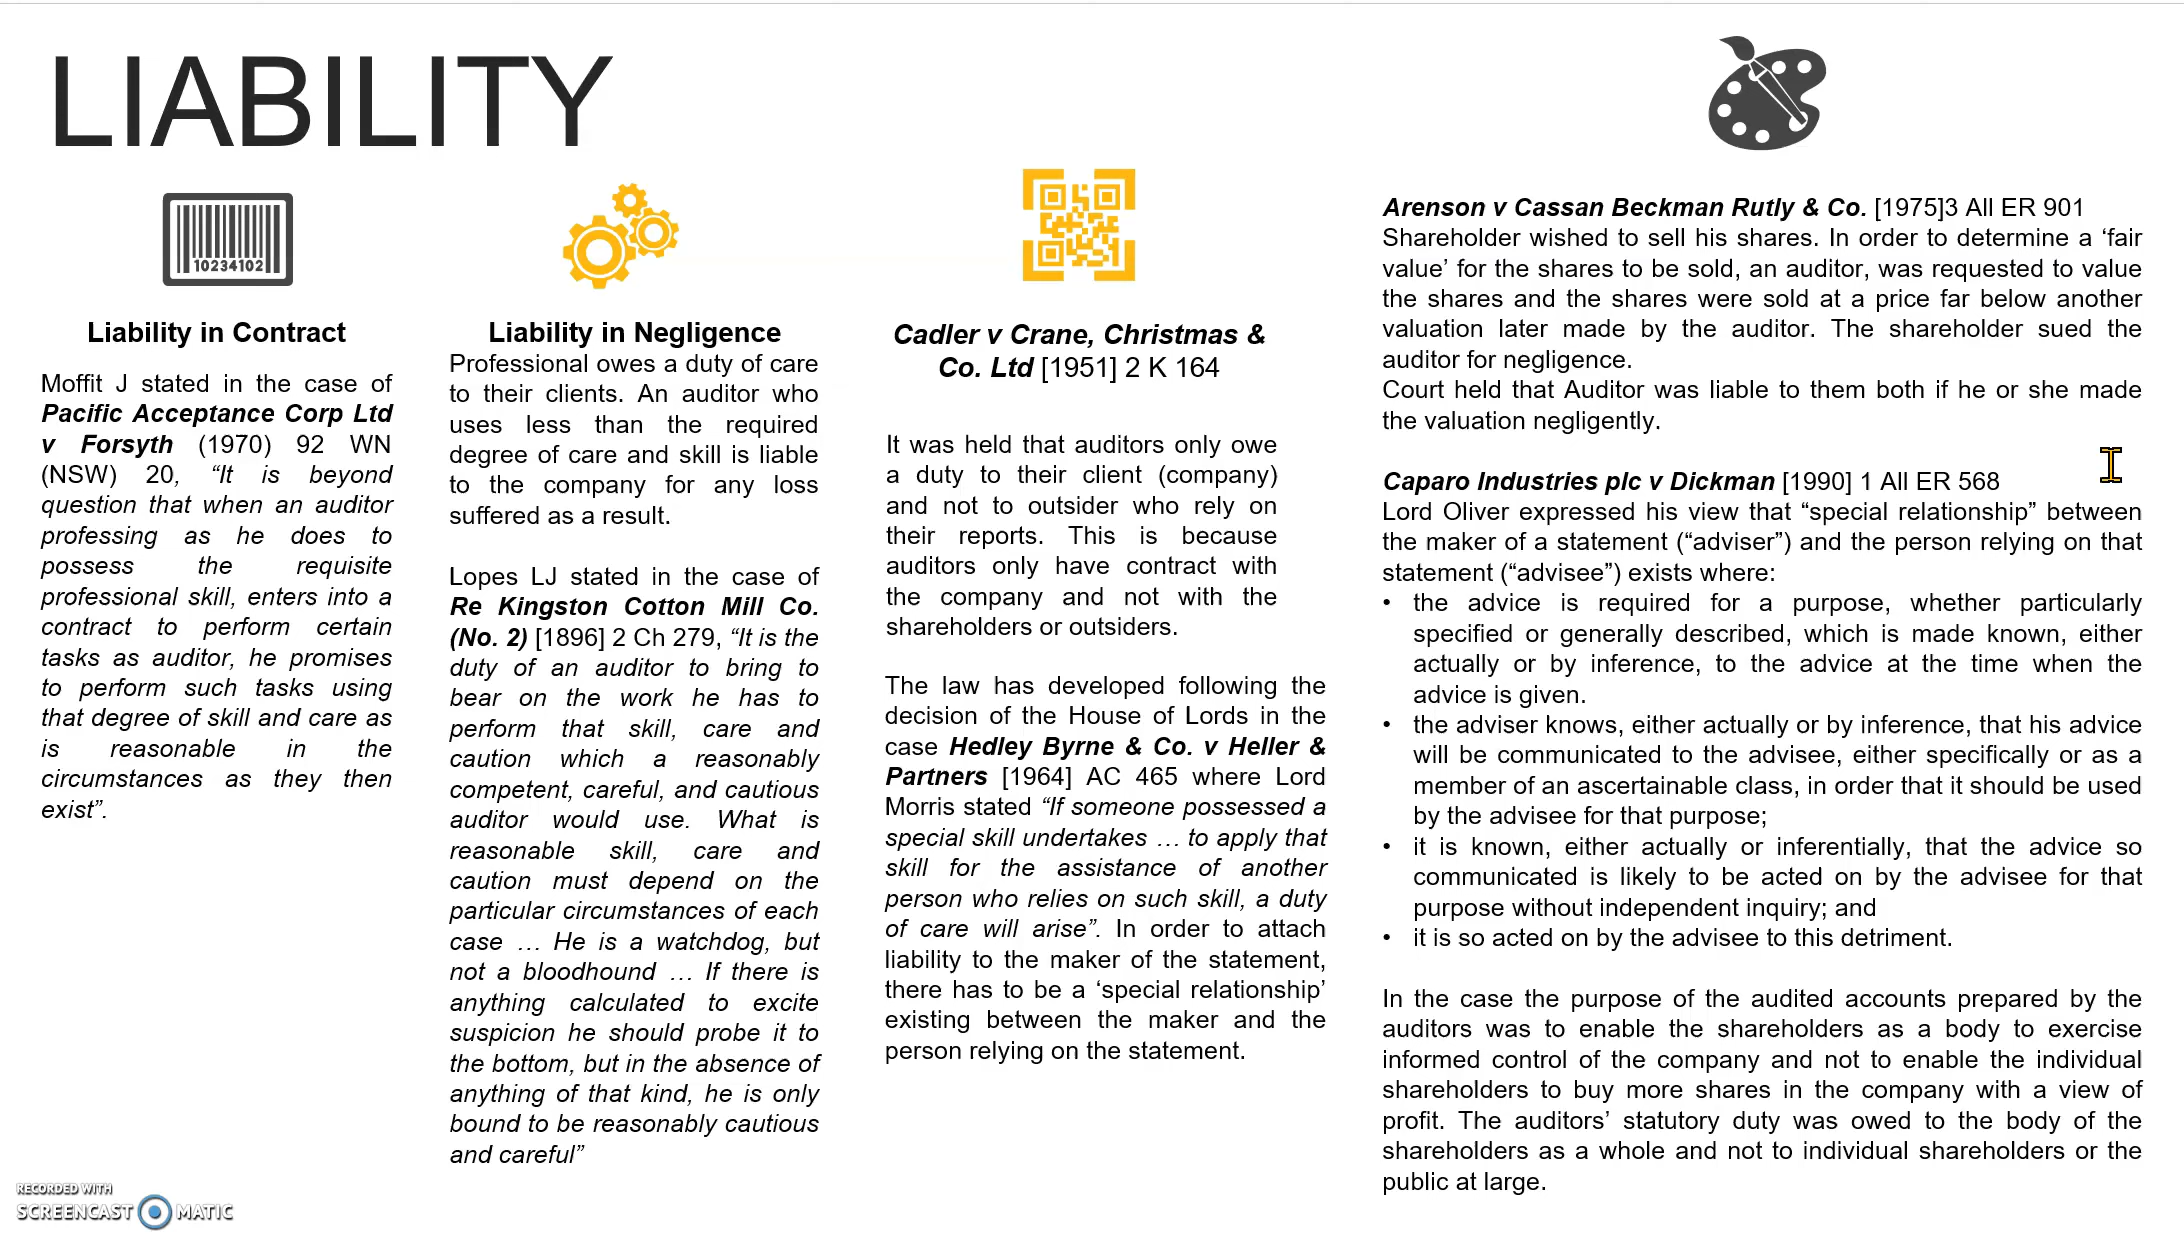 LIABILITY
10234102
Liability in Contract
Moffit J stated in the case of
Pacific Acceptance Corp Ltd
v Forsyth (1970) 92 WN
(NSW) 20, “It is beyond
question that when an auditor
professing as he does to
possess the requisite
professional skill, enters into a
contract to perform certain
tasks as auditor, he promises
to perform such tasks using
that degree of skill and care as
is reasonable in the
circumstances as they then
exist”.
Liability in Negligence
Professional owes a duty of care
to their clients. An auditor who
uses less than the required
degree of care and skill is liable
to the company for any loss
suffered as a result.
Lopes LJ stated in the case of
Re Kingston Cotton Mill Co.
(No. 2) [1896] 2 Ch 279, “It is the
duty of an auditor to bring to
bear on the work he has to
perform that skill, care and
caution which a reasonably
competent, careful, and cautious
auditor would use. What is
reasonable skill, care and
caution must depend on the
particular circumstances of each
case … He is a watchdog, but
not a bloodhound … If there is
anything calculated to excite
suspicion he should probe it to
the bottom, but in the absence of
anything of that kind, he is only
bound to be reasonably cautious
and careful”
Cadler v Crane, Christmas &
Co. Ltd [1951] 2 K 164
It was held that auditors only owe
a duty to their client (company)
and not to outsider who rely on
their reports. This is because
auditors only have contract with
the company and not with the
shareholders or outsiders.
The law has developed following the
decision of the House of Lords in the
case Hedley Byrne & Co. v Heller &
Partners [1964] AC 465 where Lord
Morris stated “If someone possessed a
special skill undertakes … to apply that
skill for the assistance of another
person who relies on such skill, a duty
of care will arise”. In order to attach
liability to the maker of the statement,
there has to be a ‘special relationship’
existing between the maker and the
person relying on the statement.
Arenson v Cassan Beckman Rutly & Co. [1975]3 All ER 901
Shareholder wished to sell his shares. In order to determine a ‘fair
value’ for the shares to be sold, an auditor, was requested to value
the shares and the shares were sold at a price far below another
valuation later made by the auditor. The shareholder sued the
auditor for negligence.
Court held that Auditor was liable to them both if he or she made
the valuation negligently.
Caparo Industries plc v Dickman [1990] 1 All ER 568
Lord Oliver expressed his view that “special relationship” between
the maker of a statement (“adviser”) and the person relying on that
statement (“advisee”) exists where:
• the advice is required for a purpose, whether particularly
specified or generally described, which is made known, either
actually or by inference, to the advice at the time when the
advice is given.
• the adviser knows, either actually or by inference, that his advice
will be communicated to the advisee, either specifically or as a
member of an ascertainable class, in order that it should be used
by the advisee for that purpose;
• it is known, either actually or inferentially, that the advice so
communicated is likely to be acted on by the advisee for that
purpose without independent inquiry; and
• it is so acted on by the advisee to this detriment.
In the case the purpose of the audited accounts prepared by the
auditors was to enable the shareholders as a body to exercise
informed control of the company and not to enable the individual
shareholders to buy more shares in the company with a view of
profit. The auditors’ statutory duty was owed to the body of the
shareholders as a whole and not to individual shareholders or the
public at large.
RECORDED WITH
SCREENCAST MATIC